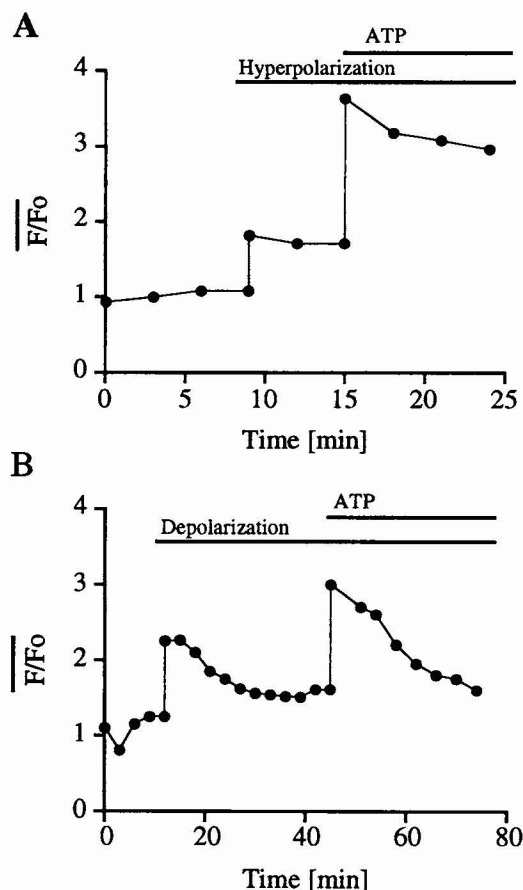 A
ATP
Hyperpolarization
4
3
2
1
0
F/Fo
0 5 10 15 20 25
Time [min]
B
ATP
Depolarization
4
3
2
1
0
F/Fo
0 20 40 60 80
Time [min]